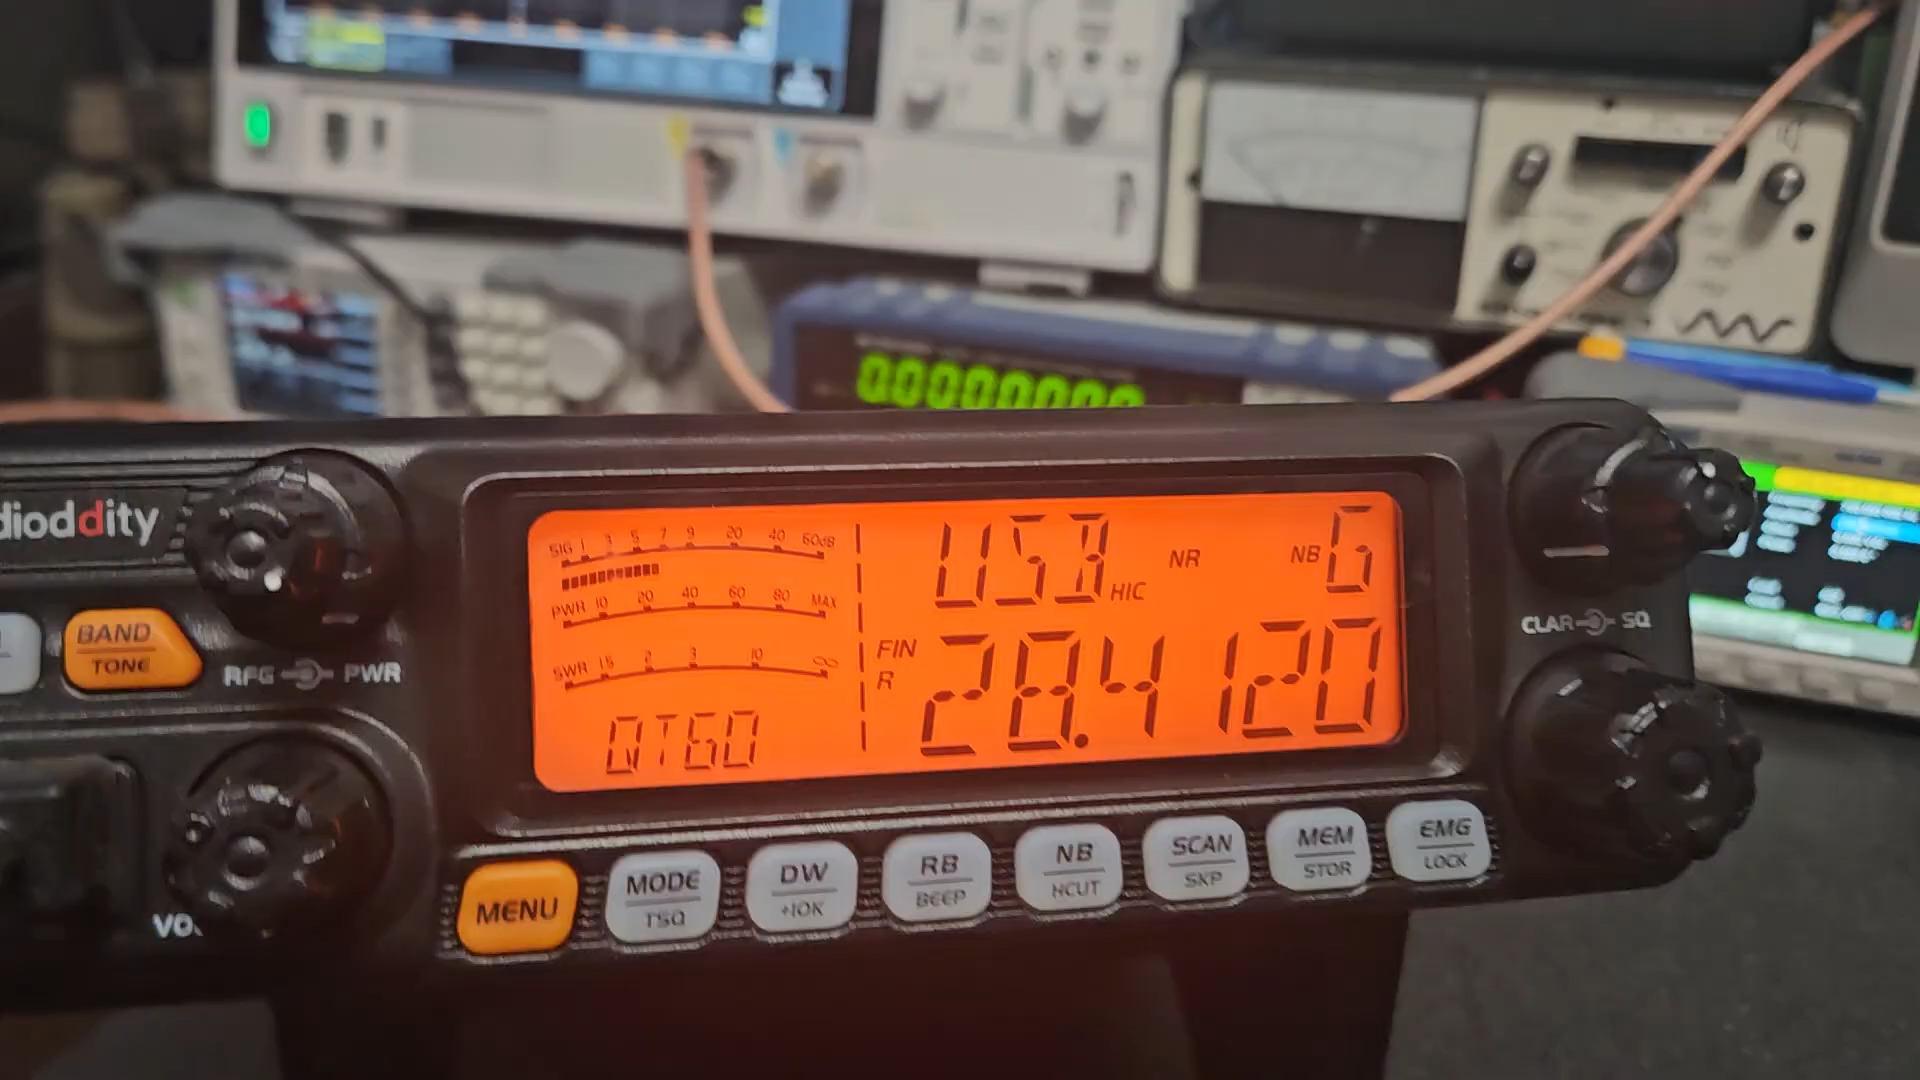 dioddity
BAND
TONE
RFG PWR
VO
SIG 1 3 5 7 9 20 40 60dB
PWR 10 20 40 60 80 MAX
SWR 1.5 2 3 10 ∞
QT60
USB
HIC
NR
NB
G
FIN
R
28.4120
0.0000000
CLAR SQ
MENU
MODE
TSQ
DW
+10K
RB
BEEP
NB
HCUT
SCAN
SKP
MEM
STOR
EMG
LOCK